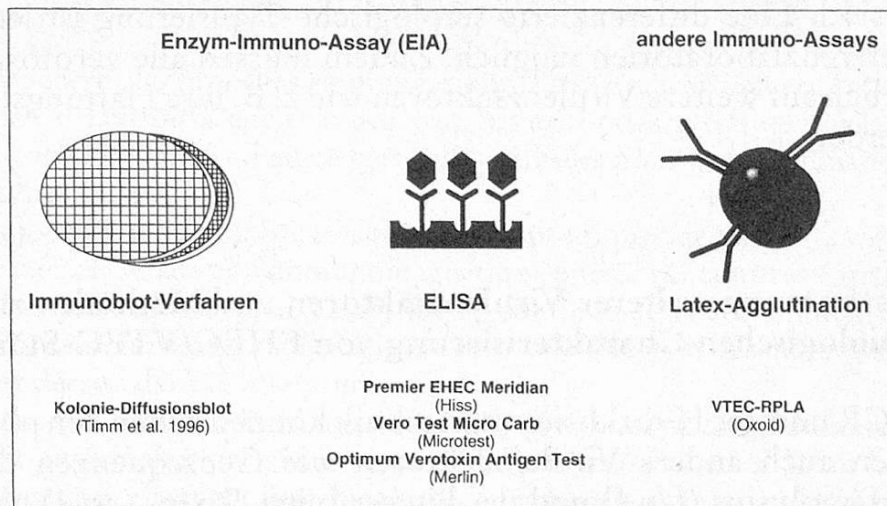 Enzym-Immuno-Assay (EIA)
andere Immuno-Assays
Immunoblot-Verfahren
ELISA
Latex-Agglutination
Kolonie-Diffusionsblot
(Timm et al. 1996)
Premier EHEC Meridian
(Hiss)
Vero Test Micro Carb
(Microtest)
Optimum Verotoxin Antigen Test
(Merlin)
VTEC-RPLA
(Oxoid)